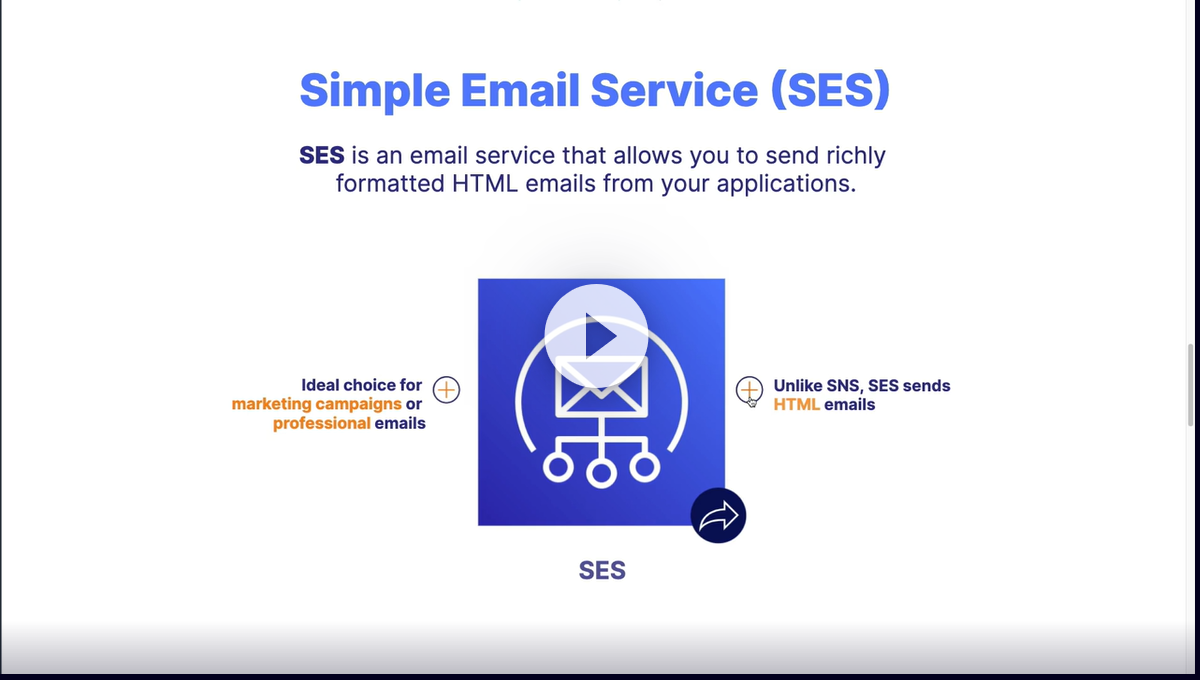 Simple Email Service (SES)
SES is an email service that allows you to send richly
formatted HTML emails from your applications.
Ideal choice for
marketing campaigns or
professional emails
Unlike SNS, SES sends
HTML emails
SES